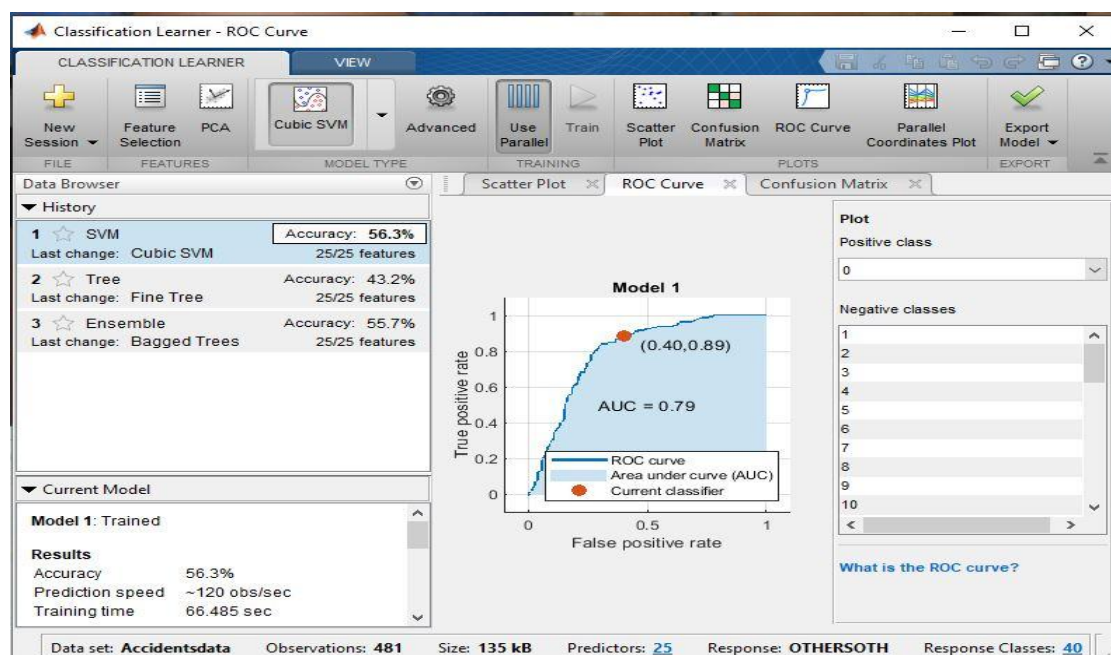 Classification Learner - ROC Curve
CLASSIFICATION LEARNER VIEW
New Session
Feature Selection
PCA
Cubic SVM
Advanced
Use Parallel
Train
Scatter Plot
Confusion Matrix
ROC Curve
Parallel Coordinates Plot
Export Model
FILE FEATURES MODEL TYPE TRAINING PLOTS EXPORT
Data Browser
History
1 SVM Accuracy: 56.3%
Last change: Cubic SVM 25/25 features
2 Tree Accuracy: 43.2%
Last change: Fine Tree 25/25 features
3 Ensemble Accuracy: 55.7%
Last change: Bagged Trees 25/25 features
Current Model
Model 1: Trained
Results
Accuracy 56.3%
Prediction speed ~120 obs/sec
Training time 66.485 sec
Scatter Plot ROC Curve Confusion Matrix
Model 1
True positive rate
1
0.8
0.6
0.4
0.2
0
(0.40,0.89)
AUC = 0.79
ROC curve
Area under curve (AUC)
Current classifier
0 0.5 1
False positive rate
Plot
Positive class
0
Negative classes
1
2
3
4
5
6
7
8
9
10
What is the ROC curve?
Data set: Accidentsdata Observations: 481 Size: 135 kB Predictors: 25 Response: OTHERSOTH Response Classes: 40